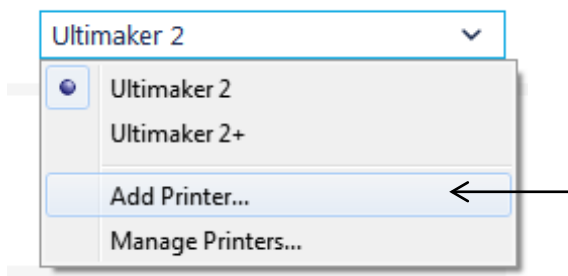 Ultimaker 2
Ultimaker 2
Ultimaker 2+
Add Printer...
Manage Printers...